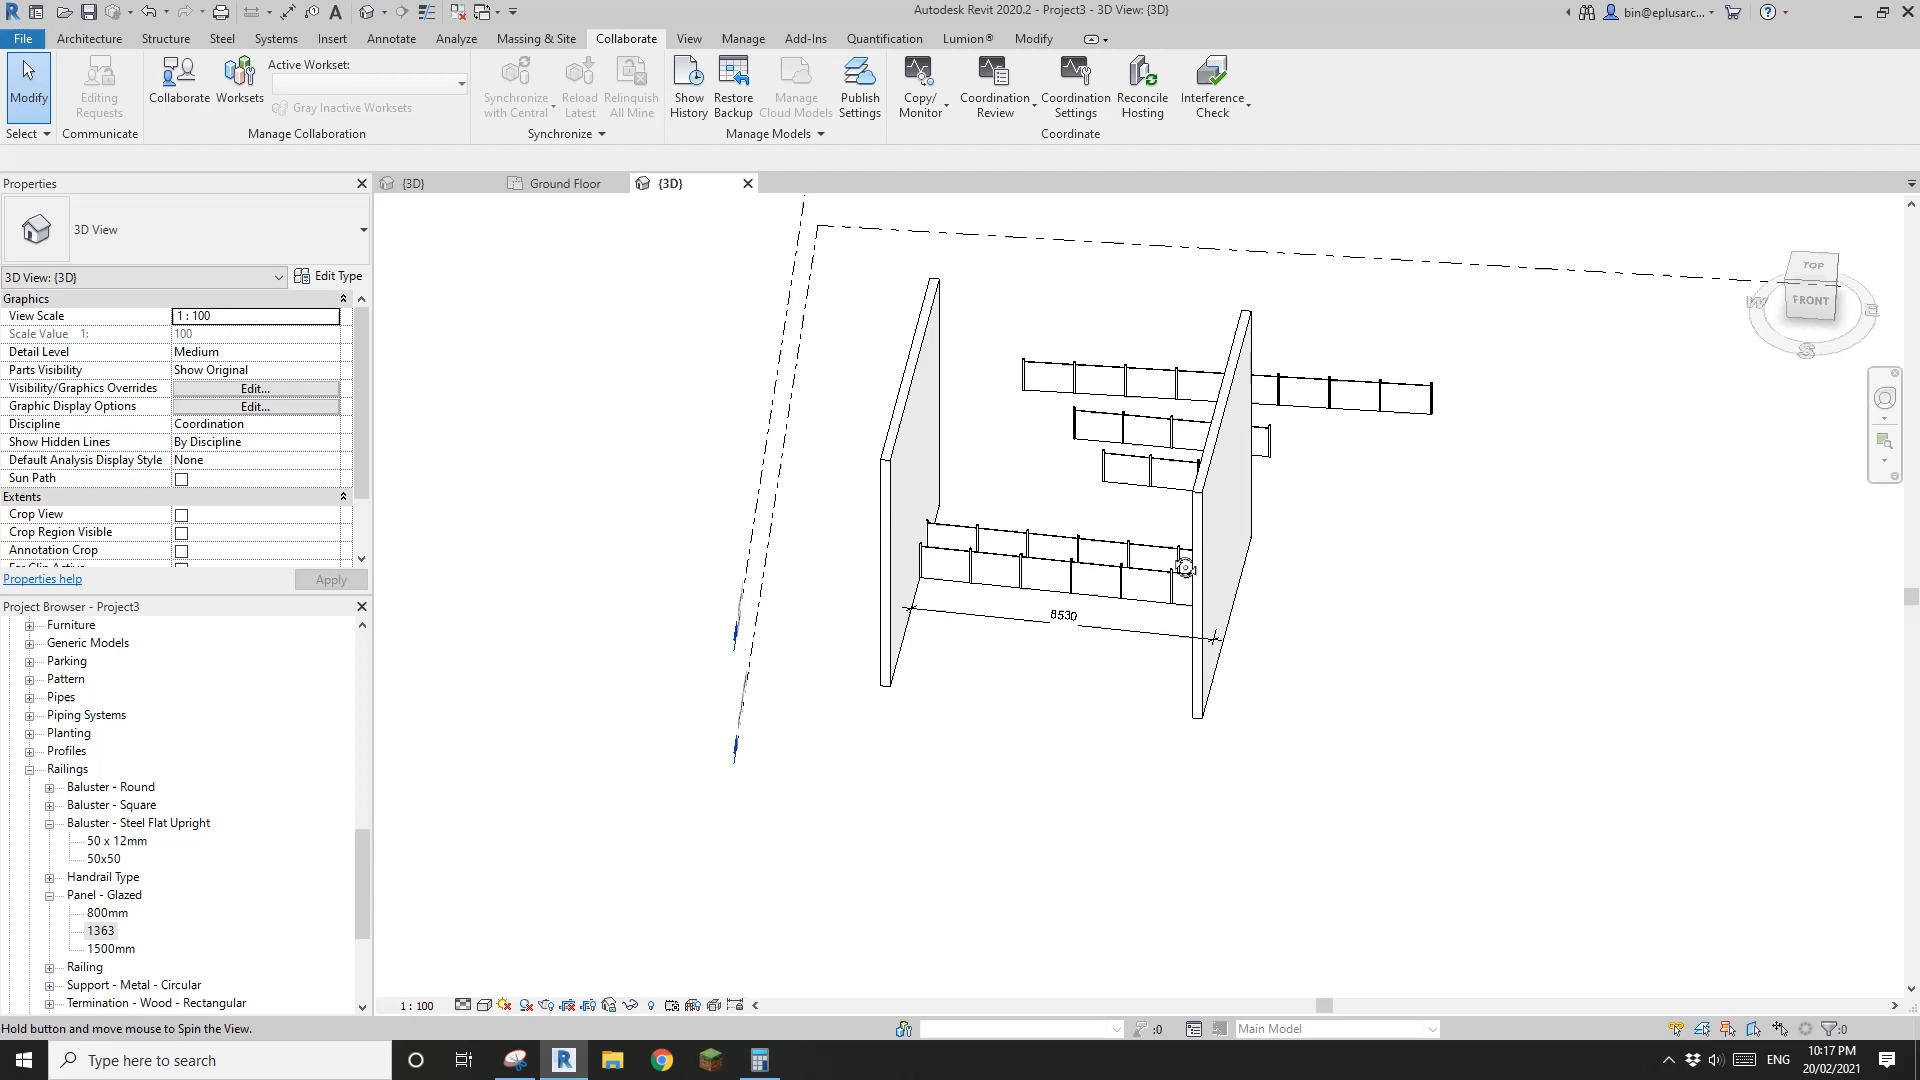 Autodesk Revit 2020.2 - Project3 - 3D View: {3D}
bin@eplusarc...
File Architecture Structure Steel Systems Insert Annotate Analyze Massing & Site Collaborate View Manage Add-Ins Quantification Lumion® Modify
Modify
Editing Requests
Collaborate
Worksets
Active Workset:
Gray Inactive Worksets
Synchronize with Central
Reload Latest
Relinquish All Mine
Show History
Restore Backup
Manage Cloud Models
Publish Settings
Copy/ Monitor
Coordination Review
Coordination Settings
Reconcile Hosting
Interference Check
Select Communicate Manage Collaboration Synchronize Manage Models Coordinate
Properties
{3D} Ground Floor {3D}
3D View
3D View: {3D} Edit Type
Graphics
View Scale 1 : 100
Scale Value 1: 100
Detail Level Medium
Parts Visibility Show Original
Visibility/Graphics Overrides Edit...
Graphic Display Options Edit...
Discipline Coordination
Show Hidden Lines By Discipline
Default Analysis Display Style None
Sun Path
Extents
Crop View
Crop Region Visible
Annotation Crop
Properties help Apply
TOP
FRONT
W
E
S
8530
Project Browser - Project3
Furniture
Generic Models
Parking
Pattern
Pipes
Piping Systems
Planting
Profiles
Railings
Baluster - Round
Baluster - Square
Baluster - Steel Flat Upright
50 x 12mm
50x50
Handrail Type
Panel - Glazed
800mm
1363
1500mm
Railing
Support - Metal - Circular
Termination - Wood - Rectangular
1 : 100
Hold button and move mouse to Spin the View.
:0
Main Model
:0
Type here to search
ENG
10:17 PM
20/02/2021